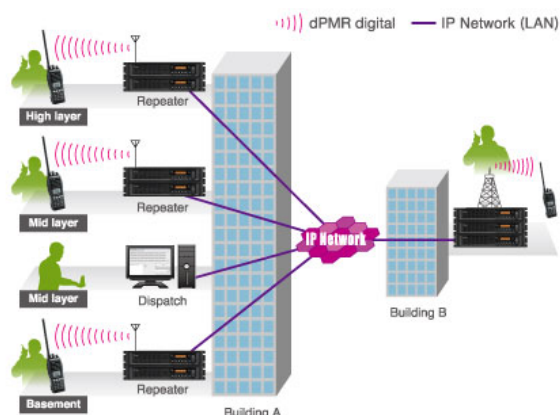 dPMR digital
IP Network (LAN)
Repeater
High layer
Repeater
Mid layer
IP Network
Dispatch
Mid layer
Building B
Repeater
Basement
Building A